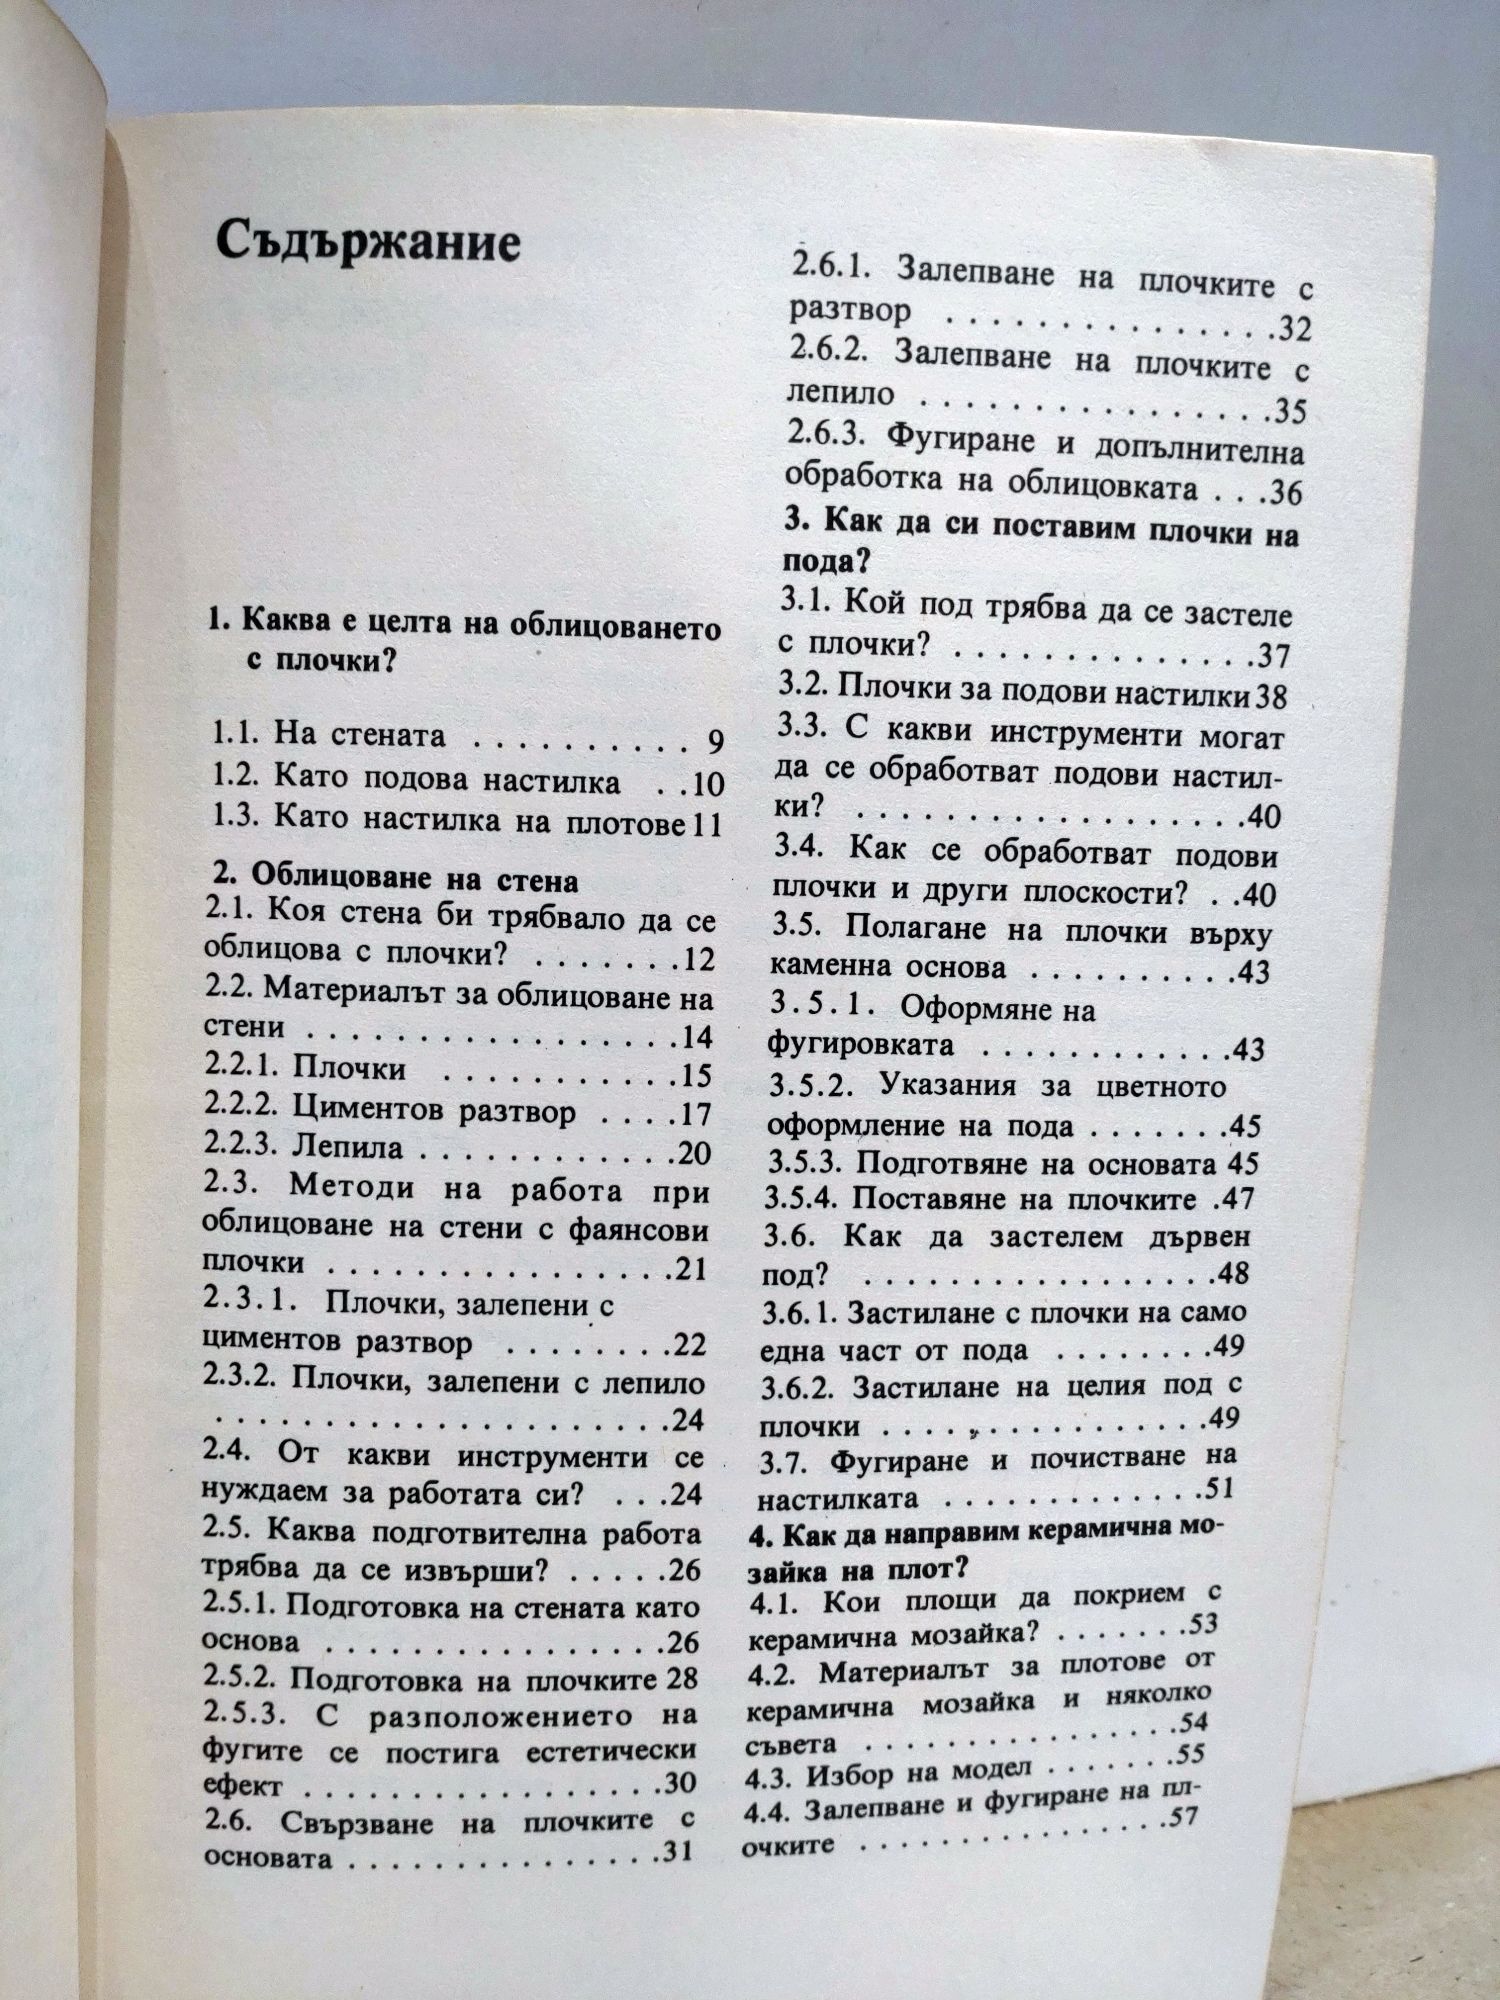 Съдържание
1. Каква е целта на облицоването
с плочки?
1.1. На стената . . . . . . . . . . 9
1.2. Като подова настилка . . 10
1.3. Като настилка на плотове 11
2. Облицоване на стена
2.1. Коя стена би трябвало да се
облицова с плочки? . . . . . . . 12
2.2. Материалът за облицоване на
стени . . . . . . . . . . . . . . . . . 14
2.2.1. Плочки . . . . . . . . . . . 15
2.2.2. Циментов разтвор . . . . 17
2.2.3. Лепила . . . . . . . . . . . . 20
2.3. Методи на работа при
облицоване на стени с фаянсови
плочки . . . . . . . . . . . . . . . . 21
2.3.1. Плочки, залепени с
циментов разтвор . . . . . . . . 22
2.3.2. Плочки, залепени с лепило
. . . . . . . . . . . . . . . . . . . . . . 24
2.4. От какви инструменти се
нуждаем за работата си? . . . 24
2.5. Каква подготвителна работа
трябва да се извърши? . . . . . 26
2.5.1. Подготовка на стената като
основа . . . . . . . . . . . . . . . . 26
2.5.2. Подготовка на плочките 28
2.5.3. С разположението на
фугите се постига естетически
ефект . . . . . . . . . . . . . . . . . 30
2.6. Свързване на плочките с
основата . . . . . . . . . . . . . . . 31
2.6.1. Залепване на плочките с
разтвор . . . . . . . . . . . . . . . 32
2.6.2. Залепване на плочките с
лепило . . . . . . . . . . . . . . . . 35
2.6.3. Фугиране и допълнителна
обработка на облицовката . . . 36
3. Как да си поставим плочки на
пода?
3.1. Кой под трябва да се застеле
с плочки? . . . . . . . . . . . . . . 37
3.2. Плочки за подови настилки 38
3.3. С какви инструменти могат
да се обработват подови настил-
ки? . . . . . . . . . . . . . . . . . . . 40
3.4. Как се обработват подови
плочки и други плоскости? . . 40
3.5. Полагане на плочки върху
каменна основа . . . . . . . . . . 43
3.5.1. Оформяне на
фугировката . . . . . . . . . . . . 43
3.5.2. Указания за цветното
оформление на пода . . . . . . . 45
3.5.3. Подготвяне на основата 45
3.5.4. Поставяне на плочките . 47
3.6. Как да застелем дървен
под? . . . . . . . . . . . . . . . . . . 48
3.6.1. Застилане с плочки на само
една част от пода . . . . . . . . 49
3.6.2. Застилане на целия под с
плочки . . . . . . . . . . . . . . . . 49
3.7. Фугиране и почистване на
настилката . . . . . . . . . . . . . 51
4. Как да направим керамична мо-
зайка на плот?
4.1. Кои площи да покрием с
керамична мозайка? . . . . . . . 53
4.2. Материалът за плотове от
керамична мозайка и няколко
съвета . . . . . . . . . . . . . . . . 54
4.3. Избор на модел . . . . . . . 55
4.4. Залепване и фугиране на пл-
очките . . . . . . . . . . . . . . . . 57